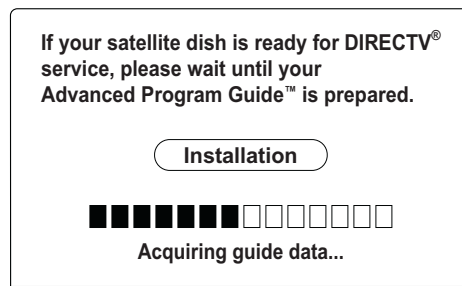 If your satellite dish is ready for DIRECTV®
service, please wait until your
Advanced Program Guide™ is prepared.
Installation
Acquiring guide data...